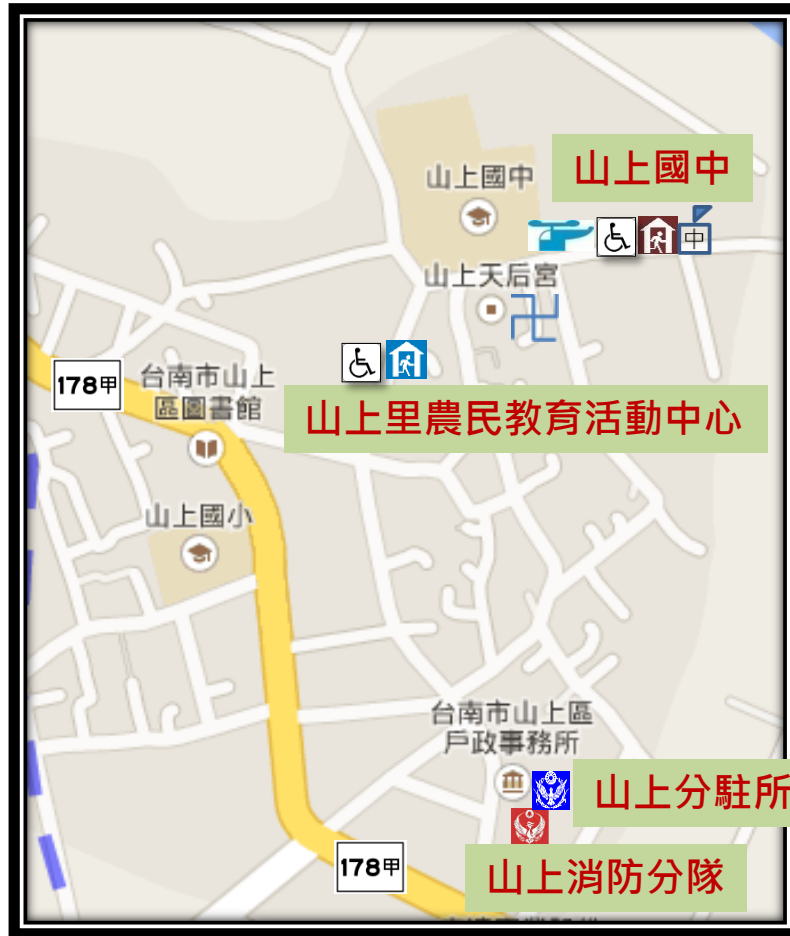 山上國中
山上國中
中
山上天后宮
178甲
台南市山上
區圖書館
山上里農民教育活動中心
山上國小
台南市山上區
戶政事務所
山上分駐所
178甲
山上消防分隊